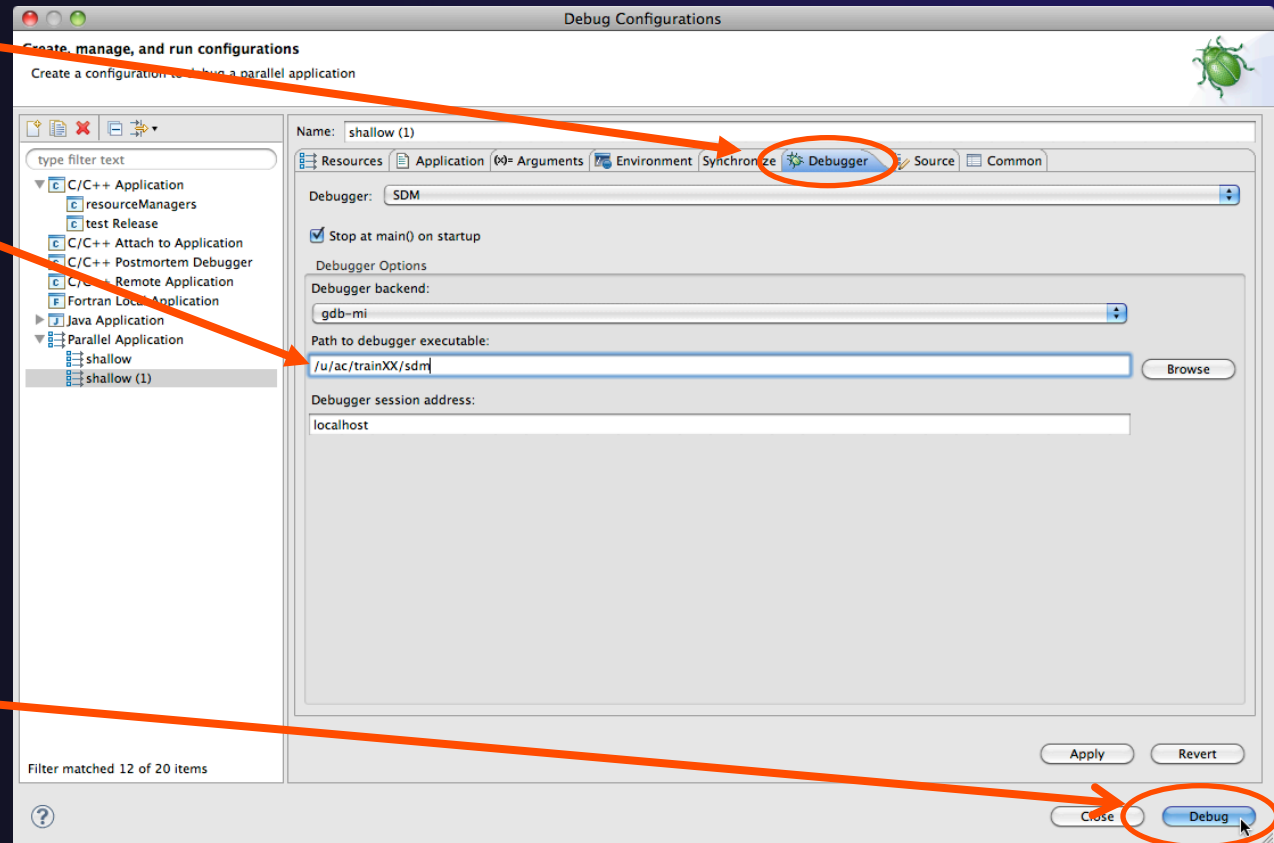 Debug Configurations
Create, manage, and run configurations
Create a configuration to debug a parallel application
type filter text
C/C++ Application
resourceManagers
test Release
C/C++ Attach to Application
C/C++ Postmortem Debugger
C/C++ Remote Application
Fortran Local Application
Java Application
Parallel Application
shallow
shallow (1)
Filter matched 12 of 20 items
Name: shallow (1)
Resources Application (x)= Arguments Environment Synchronize Debugger Source Common
Debugger: SDM
Stop at main() on startup
Debugger Options
Debugger backend:
gdb-mi
Path to debugger executable:
/u/ac/trainXX/sdm
Browse
Debugger session address:
localhost
Apply Revert
? Close Debug